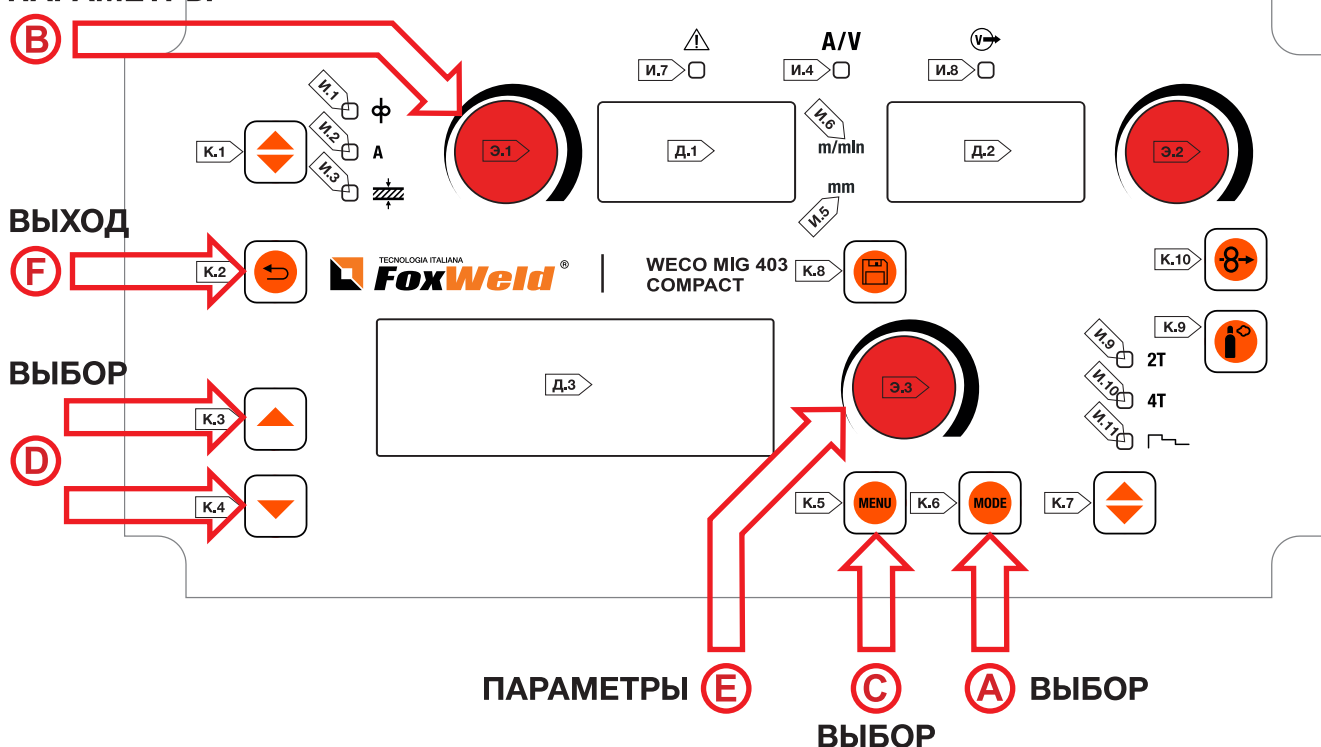 ПАРАМЕТРЫ
B
И.7
A/V
И.4
И.8
И.1
И.2
A
И.3
К.1
Э.1
Д.1
И.6
m/mIn
mm
И.5
Д.2
Э.2
ВЫХОД
F
К.2
TECNOLOGIA ITALIANA
FoxWeld ®
WECO MIG 403
COMPACT
К.8
К.10
К.9
И.9
2T
И.10
4T
И.11
Д.3
Э.3
ВЫБОР
D
К.3
К.4
К.5
MENU
К.6
MODE
К.7
ПАРАМЕТРЫ E
C
A ВЫБОР
ВЫБОР